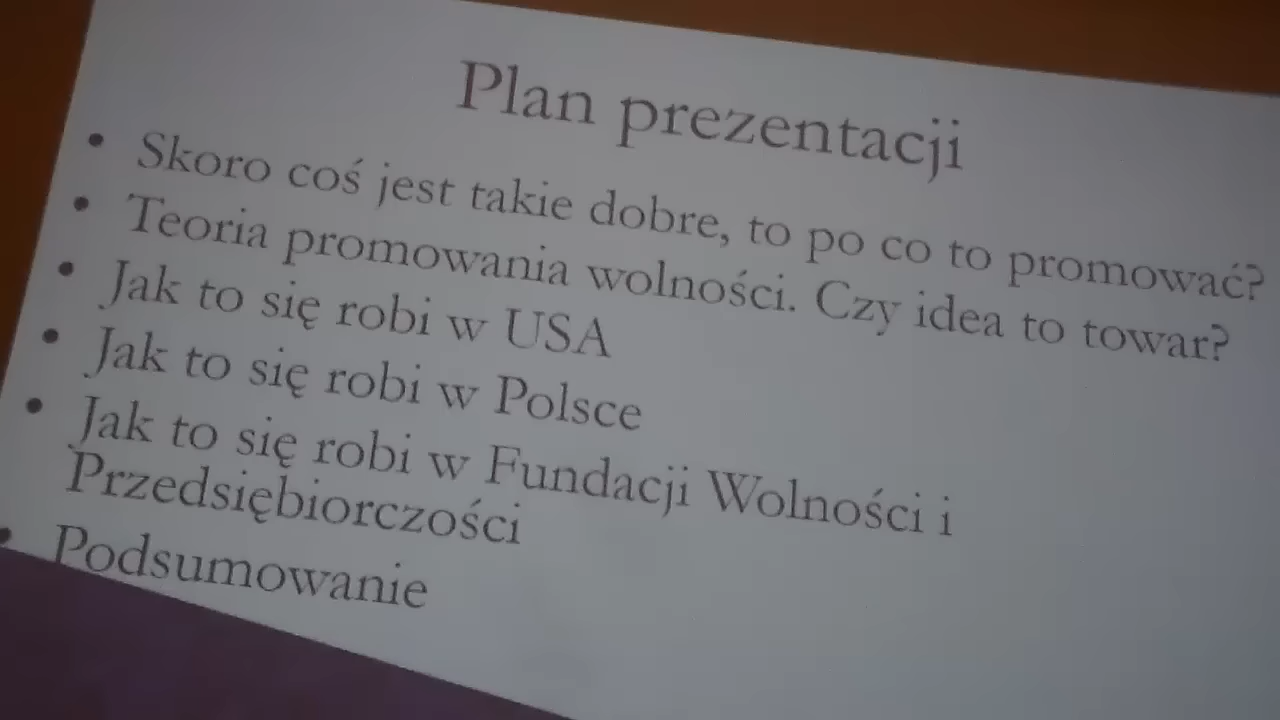 Plan prezentacji
• Skoro coś jest takie dobre, to po co to promować?
• Teoria promowania wolności. Czy idea to towar?
• Jak to się robi w USA
• Jak to się robi w Polsce
• Jak to się robi w Fundacji Wolności i
Przedsiębiorczości
• Podsumowanie